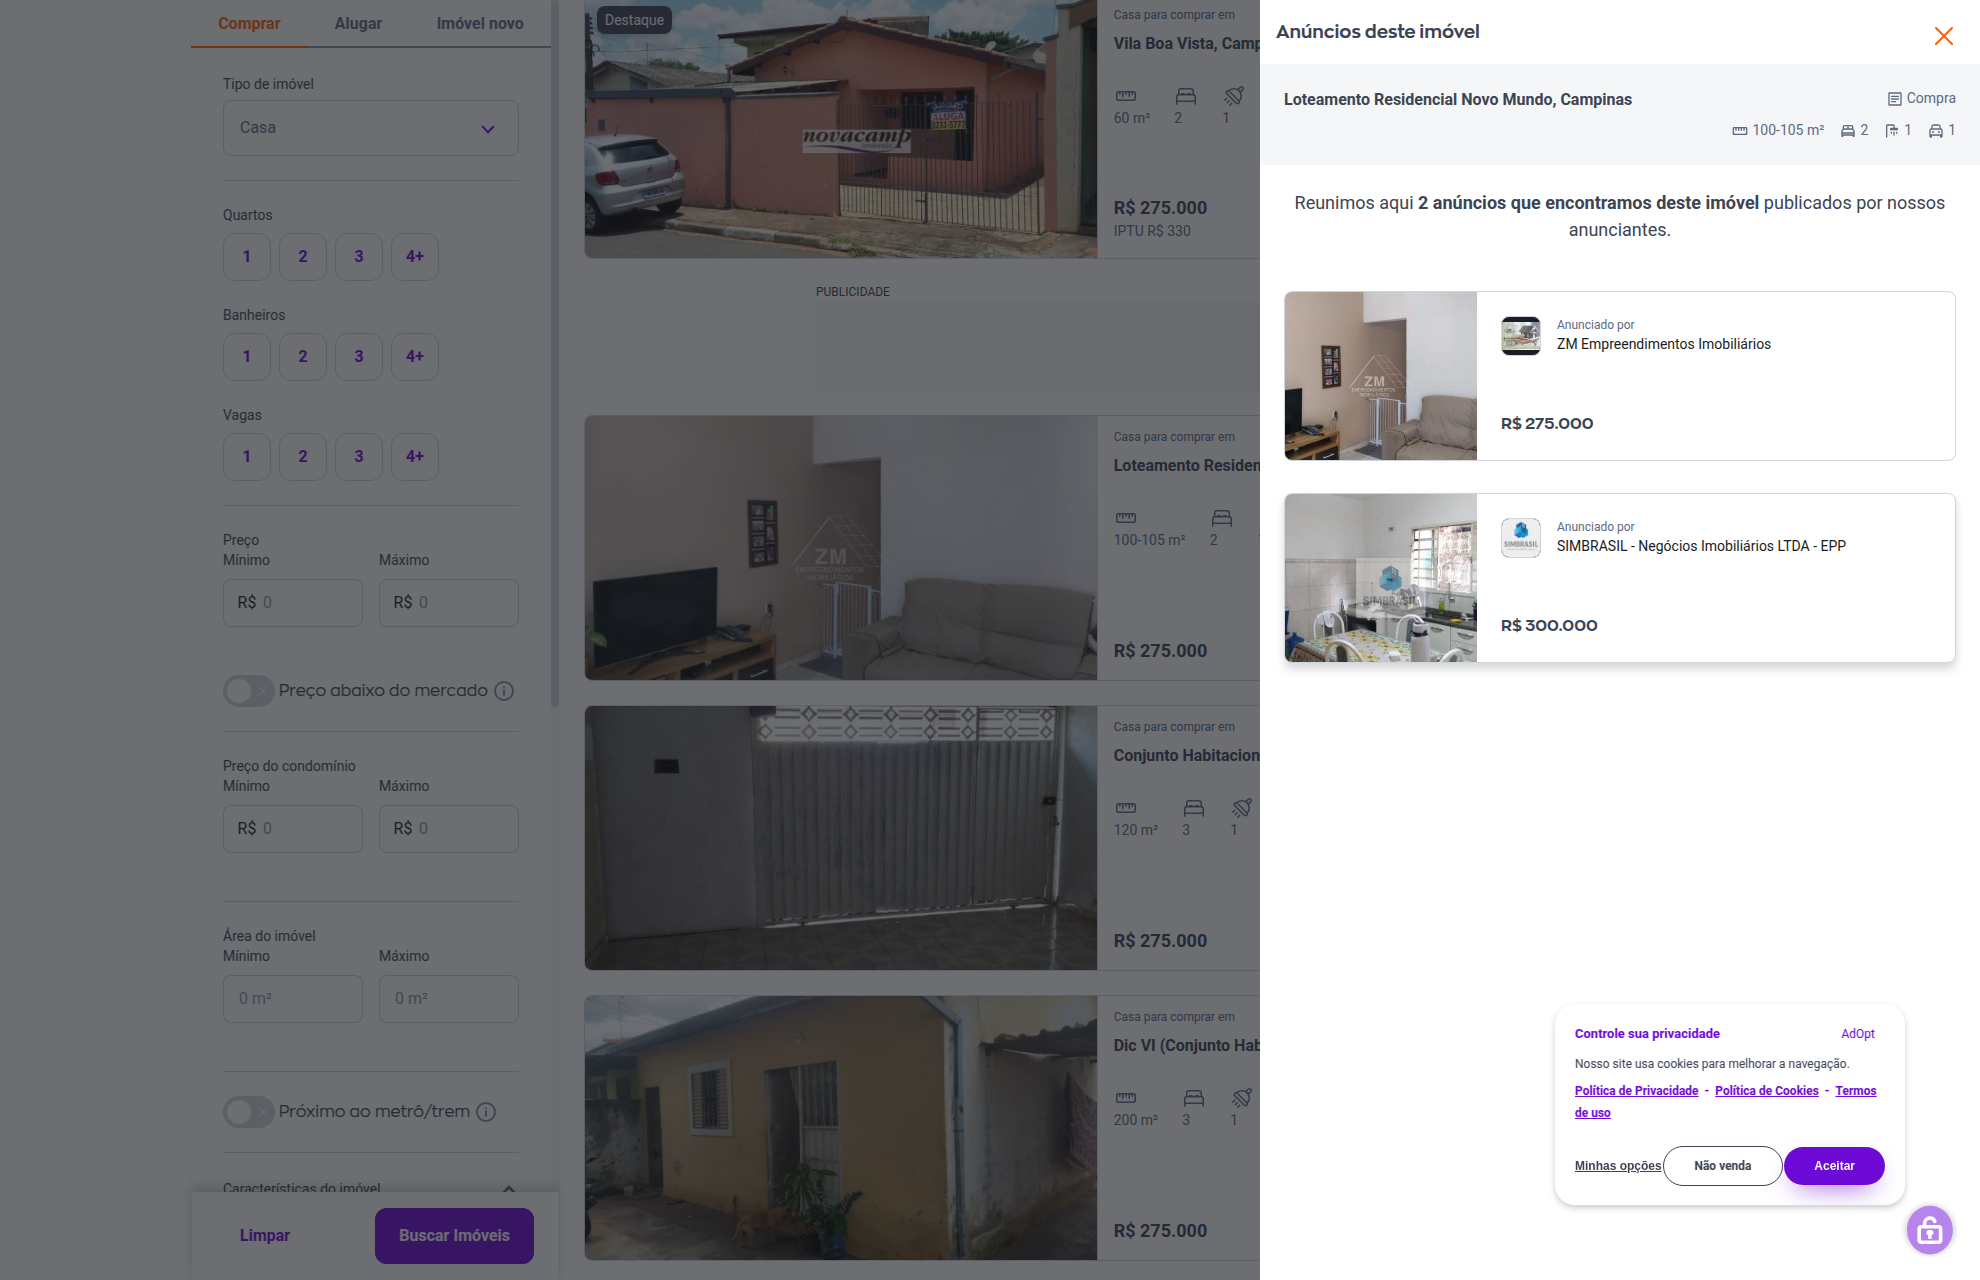 Comprar
Alugar
Imóvel novo
Tipo de imóvel
Casa
Quartos
1
2
3
4+
Banheiros
1
2
3
4+
Vagas
1
2
3
4+
Preço
Mínimo
Máximo
R$ 0
R$ 0
Preço abaixo do mercado
Preço do condomínio
Mínimo
Máximo
R$ 0
R$ 0
Área do imóvel
Mínimo
Máximo
0 m²
0 m²
Próximo ao metrô/trem
Características do imóvel
Limpar
Buscar Imóveis
Destaque
novacamp
imóveis
ALUGA
Casa para comprar em
Vila Boa Vista, Camp
60 m²
2
1
R$ 275.000
IPTU R$ 330
PUBLICIDADE
ZM
EMPREENDIMENTOS
IMOBILIÁRIOS
Casa para comprar em
Loteamento Residen
100-105 m²
2
R$ 275.000
Casa para comprar em
Conjunto Habitacion
120 m²
3
1
R$ 275.000
Casa para comprar em
Dic VI (Conjunto Hab
200 m²
3
1
R$ 275.000
Anúncios deste imóvel
Loteamento Residencial Novo Mundo, Campinas
Compra
100-105 m²
2
1
1
Reunimos aqui 2 anúncios que encontramos deste imóvel publicados por nossos
anunciantes.
ZM
EMPREENDIMENTOS
IMOBILIÁRIOS
Anunciado por
ZM Empreendimentos Imobiliários
R$ 275.000
SIMBRASIL
SIMBRASIL
Anunciado por
SIMBRASIL - Negócios Imobiliários LTDA - EPP
R$ 300.000
Controle sua privacidade
AdOpt
Nosso site usa cookies para melhorar a navegação.
Política de Privacidade - Política de Cookies - Termos
de uso
Minhas opções
Não venda
Aceitar